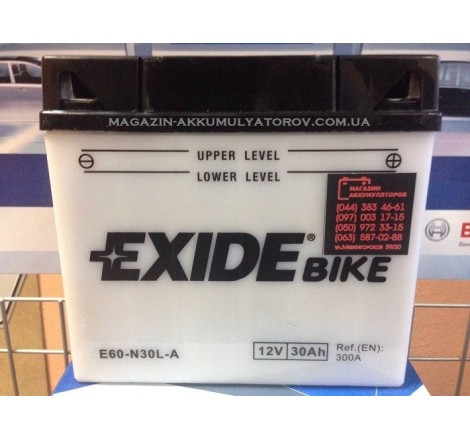 MAGAZIN-AKKUMULYATOROV.COM.UA
UPPER LEVEL
LOWER LEVEL
МАГАЗИН
АККУМУЛЯТОРОВ
(044) 383 46-61
(097) 003 17-15
(050) 972 33-15
(063) 587-02-88
EXIDE® BIKE
E60-N30L-A
12V 30Ah
Ref.(EN):
300A